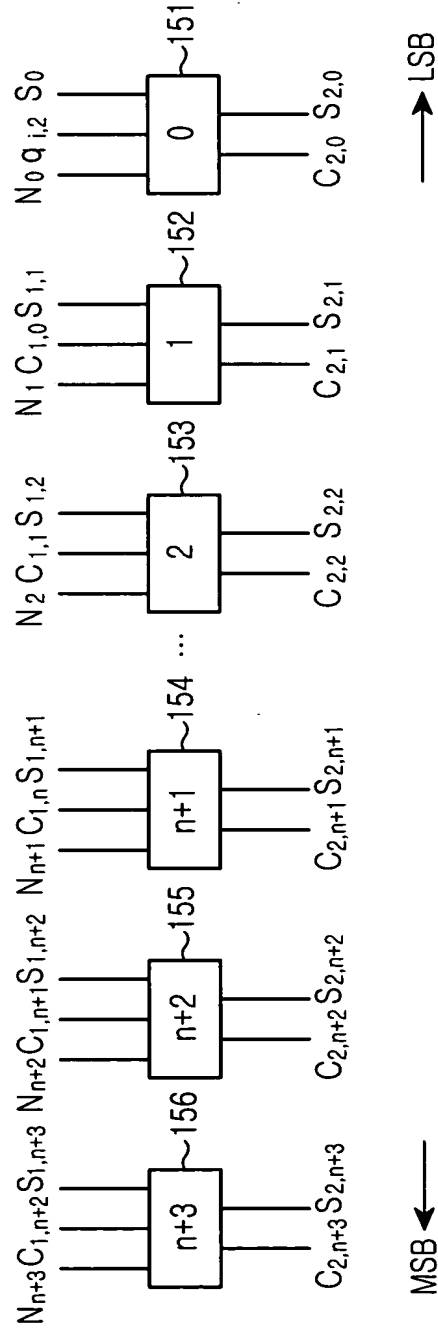 Nn+3 C1,n+2 S1,n+3 Nn+2 C1,n+1 S1,n+2 Nn+1 C1,n S1,n+1 N2 C1,1 S1,2 N1 C1,0 S1,1 N0 qi,2 S0
156 155 154 153 152 151
n+3 n+2 n+1 ... 2 1 0
C2,n+3 S2,n+3 C2,n+2 S2,n+2 C2,n+1 S2,n+1 C2,2 S2,2 C2,1 S2,1 C2,0 S2,0
MSB LSB